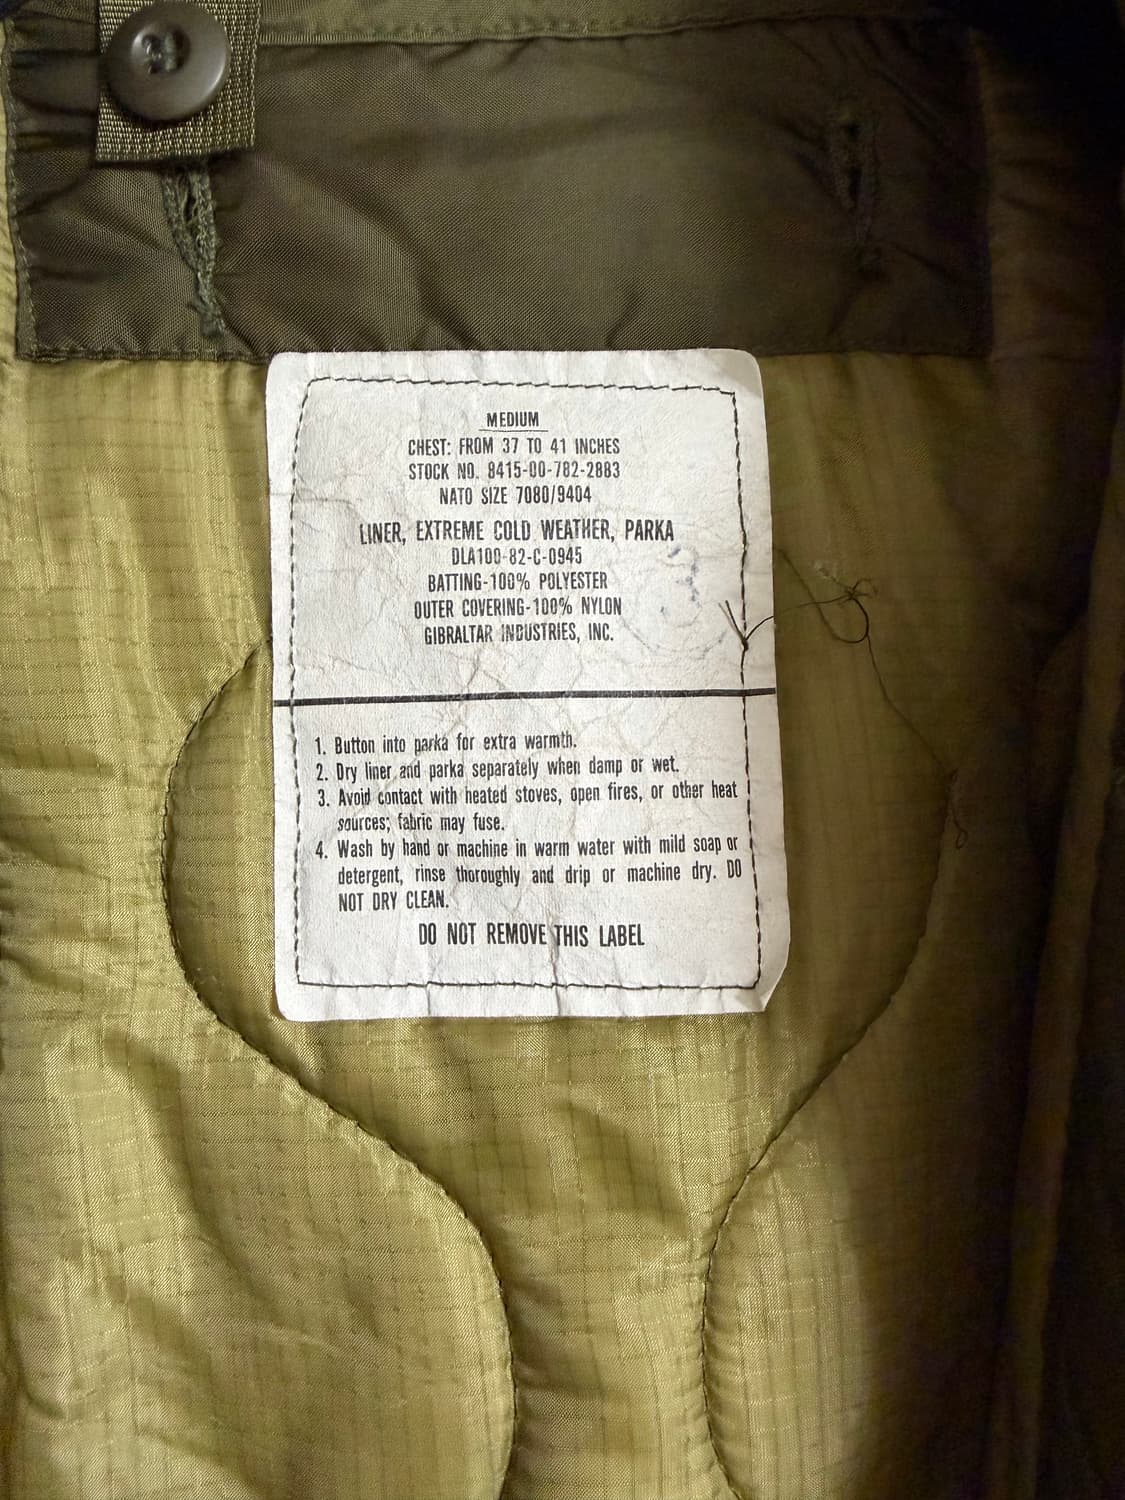 MEDIUM
CHEST: FROM 37 TO 41 INCHES
STOCK NO. 8415-00-782-2883
NATO SIZE 7080/9404
LINER, EXTREME COLD WEATHER, PARKA
DLA100-82-C-0945
BATTING-100% POLYESTER
OUTER COVERING-100% NYLON
GIBRALTAR INDUSTRIES, INC.
3
1. Button into parka for extra warmth.
2. Dry liner and parka separately when damp or wet.
3. Avoid contact with heated stoves, open fires, or other heat
sources; fabric may fuse.
4. Wash by hand or machine in warm water with mild soap or
detergent, rinse thoroughly and drip or machine dry. DO
NOT DRY CLEAN.
DO NOT REMOVE THIS LABEL